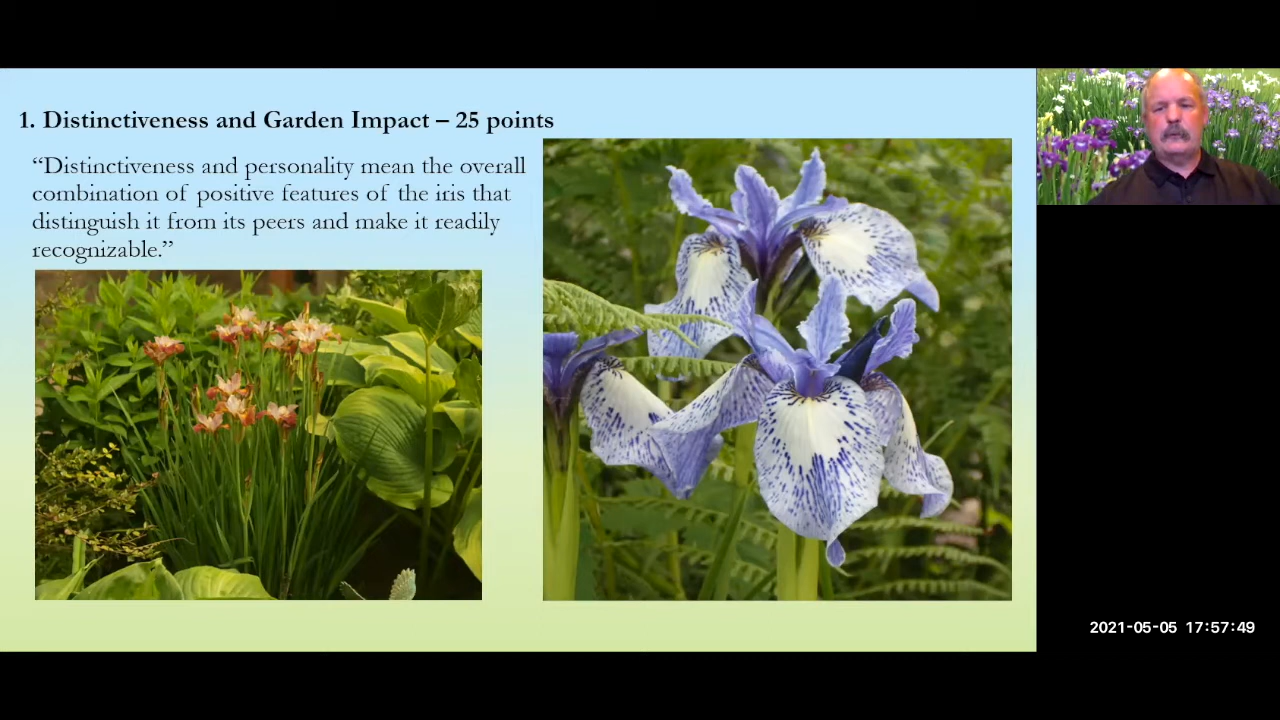 1. Distinctiveness and Garden Impact – 25 points
“Distinctiveness and personality mean the overall
combination of positive features of the iris that
distinguish it from its peers and make it readily
recognizable.”
2021-05-05 17:57:49